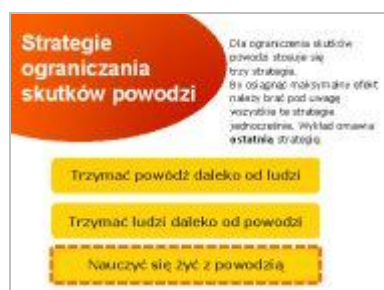 Strategie
ograniczania
skutków powodzi
Dla ograniczenia skutków
powodzi stosuje się
trzy strategie.
By osiągnąć maksymalny efekt
należy brać pod uwagę
wszystkie te strategie
jednocześnie. Wykład omawia
ostatnią strategię
Trzymać powódź daleko od ludzi
Trzymać ludzi daleko od powodzi
Nauczyć się żyć z powodzią